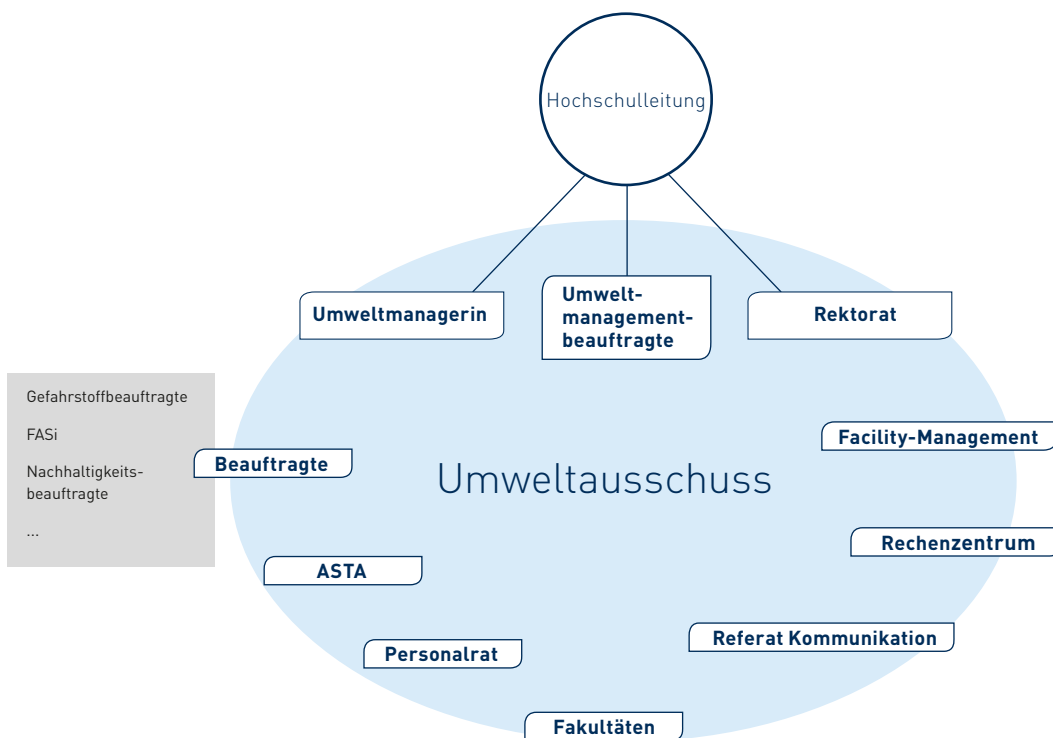 Hochschulleitung
Umweltmanagerin
Umwelt-
management-
beauftragte
Rektorat
Gefahrstoffbeauftragte
FASi
Nachhaltigkeits-
beauftragte
...
Beauftragte
Facility-Management
Umweltausschuss
Rechenzentrum
ASTA
Referat Kommunikation
Personalrat
Fakultäten